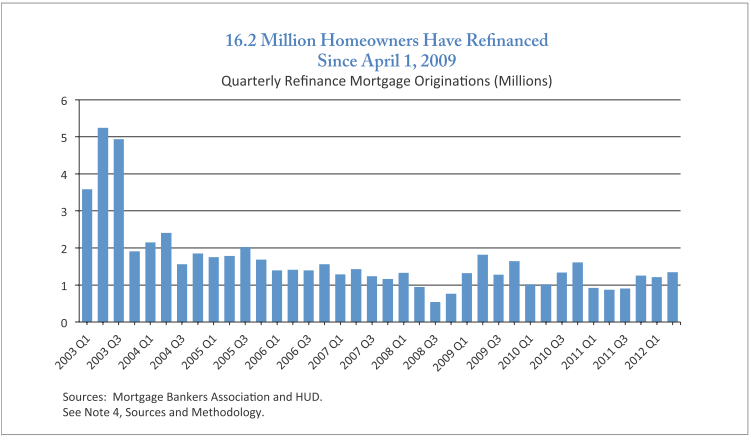 16.2 Million Homeowners Have Refinanced
Since April 1, 2009
Quarterly Refinance Mortgage Originations (Millions)
6
5
4
3
2
1
0
2003 Q1
2003 Q3
2004 Q1
2004 Q3
2005 Q1
2005 Q3
2006 Q1
2006 Q3
2007 Q1
2007 Q3
2008 Q1
2008 Q3
2009 Q1
2009 Q3
2010 Q1
2010 Q3
2011 Q1
2011 Q3
2012 Q1
Sources: Mortgage Bankers Association and HUD.
See Note 4, Sources and Methodology.